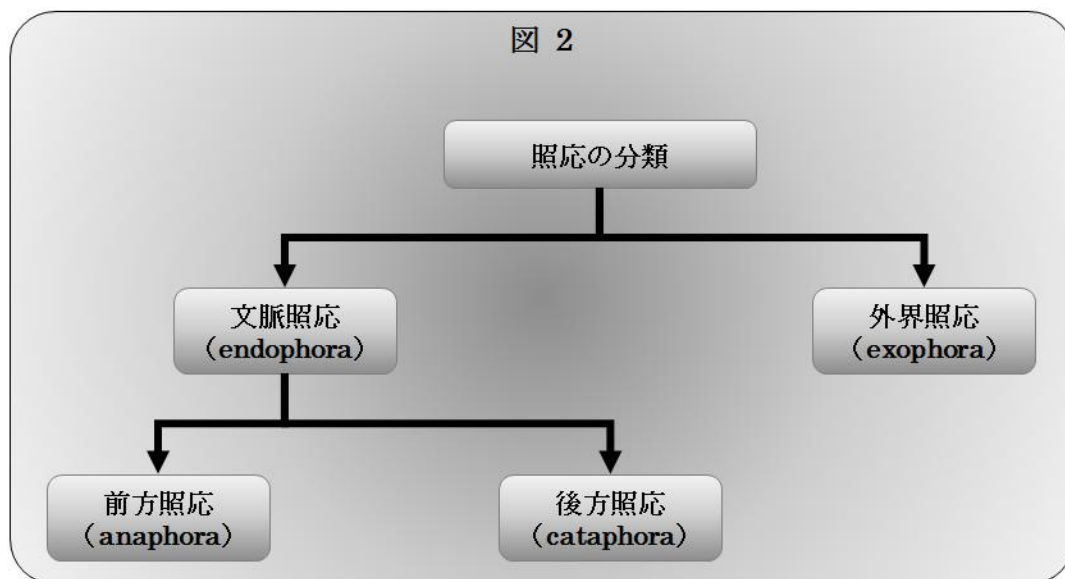 図 2
照応の分類
文脈照応
（endophora）
外界照応
（exophora）
前方照応
（anaphora）
後方照応
（cataphora）